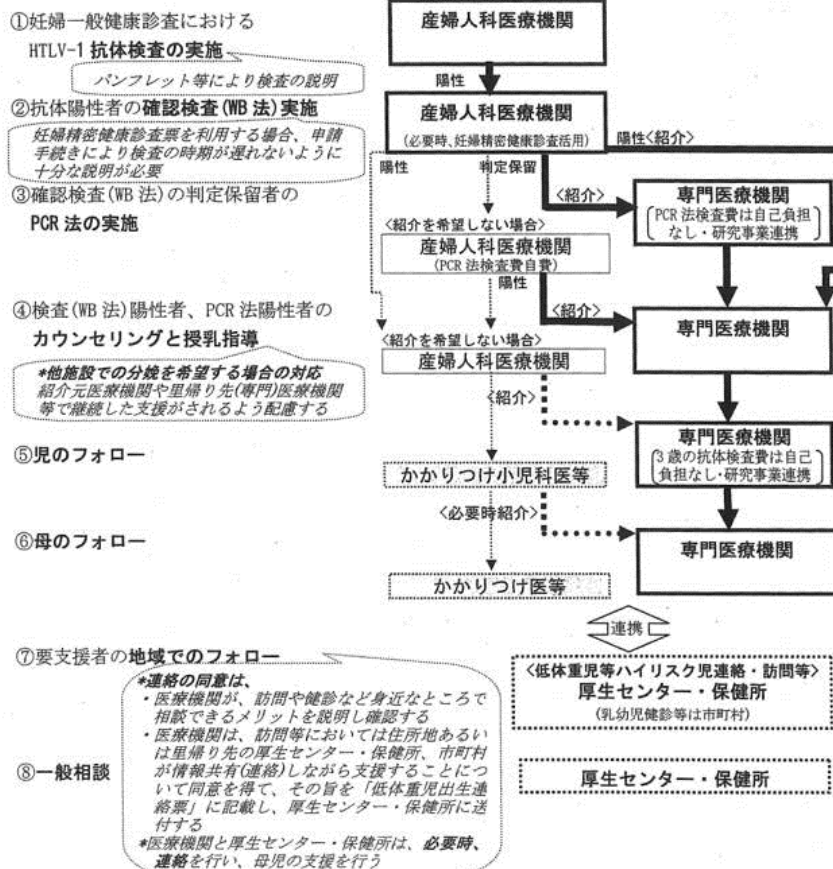 ①妊婦一般健康診査における
HTLV-1 抗体検査の実施
パンフレット等により検査の説明
②抗体陽性者の確認検査(WB 法)実施
妊婦精密健康診査票を利用する場合、申請
手続きにより検査の時期が遅れないように
十分な説明が必要
③確認検査(WB 法)の判定保留者の
PCR 法の実施
④検査(WB 法)陽性者、PCR 法陽性者の
カウンセリングと授乳指導
*他施設での分娩を希望する場合の対応
紹介元医療機関や里帰り先(専門)医療機関
等で継続した支援がされるよう配慮する
⑤児のフォロー
⑥母のフォロー
⑦要支援者の地域でのフォロー
*連絡の同意は、
・医療機関が、訪問や健診など身近なところで
相談できるメリットを説明し確認する
・医療機関は、訪問等においては住所地あるい
は里帰り先の厚生センター・保健所、市町村
が情報共有(連絡)しながら支援することにつ
いて同意を得て、その旨を「低体重児出生連
絡票」に記載し、厚生センター・保健所に送
付する
*医療機関と厚生センター・保健所は、必要時、
連絡を行い、母児の支援を行う
⑧一般相談
産婦人科医療機関
陽性
産婦人科医療機関
(必要時、妊婦精密健康診査活用)
陽性<紹介>
陽性
判定保留
<紹介>
専門医療機関
PCR 法検査費は自己負担
なし・研究事業連携
<紹介を希望しない場合>
産婦人科医療機関
(PCR 法検査費自費)
陽性
<紹介>
専門医療機関
<紹介を希望しない場合>
産婦人科医療機関
<紹介>
専門医療機関
3 歳の抗体検査費は自己
負担なし・研究事業連携
かかりつけ小児科医等
<必要時紹介>
専門医療機関
かかりつけ医等
連携
<低体重児等ハイリスク児連絡・訪問等>
厚生センター・保健所
(乳幼児健診等は市町村)
厚生センター・保健所